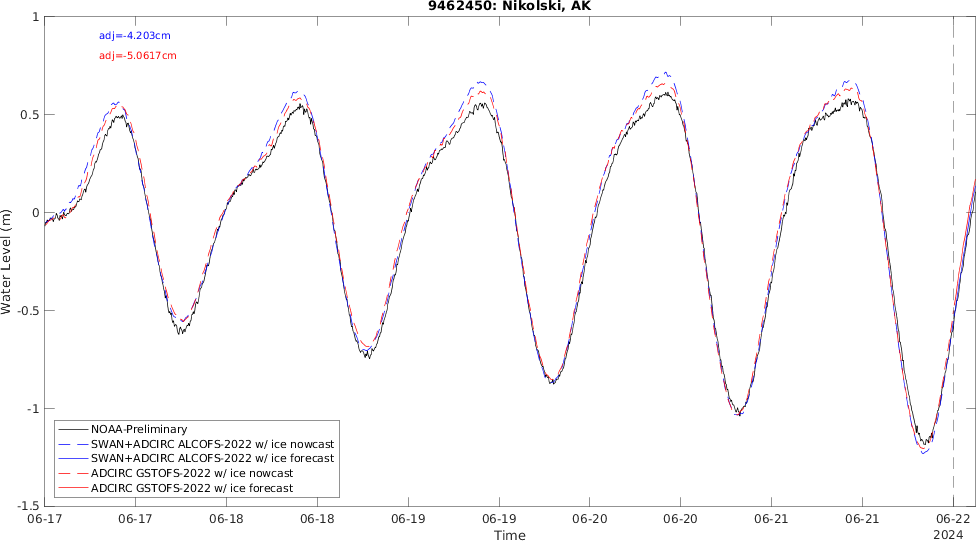 9462450: Nikolski, AK
adj=-4.203cm
adj=-5.0617cm
1
0.5
0
-0.5
-1
-1.5
Water Level (m)
NOAA-Preliminary
SWAN+ADCIRC ALCOFS-2022 w/ ice nowcast
SWAN+ADCIRC ALCOFS-2022 w/ ice forecast
ADCIRC GSTOFS-2022 w/ ice nowcast
ADCIRC GSTOFS-2022 w/ ice forecast
06-17 06-17 06-18 06-18 06-19 06-19 06-20 06-20 06-21 06-21 06-22
Time
2024